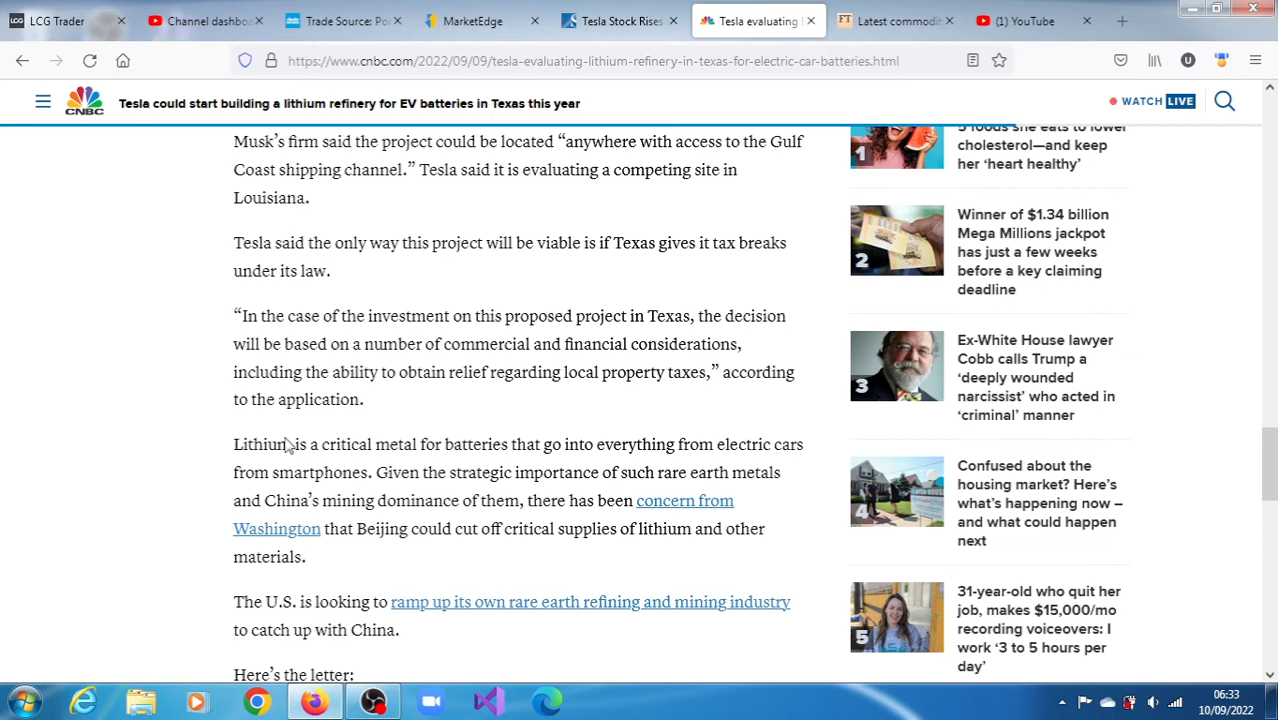 LCG Trader
Channel dashboa
Trade Source: Po
MarketEdge
Tesla Stock Rises
Tesla evaluating
FT
Latest commodit
(1) YouTube
https://www.cnbc.com/2022/09/09/tesla-evaluating-lithium-refinery-in-texas-for-electric-car-batteries.html
CNBC
Tesla could start building a lithium refinery for EV batteries in Texas this year
WATCH LIVE
Musk’s firm said the project could be located “anywhere with access to the Gulf
Coast shipping channel.” Tesla said it is evaluating a competing site in
Louisiana.
Tesla said the only way this project will be viable is if Texas gives it tax breaks
under its law.
“In the case of the investment on this proposed project in Texas, the decision
will be based on a number of commercial and financial considerations,
including the ability to obtain relief regarding local property taxes,” according
to the application.
Lithium is a critical metal for batteries that go into everything from electric cars
from smartphones. Given the strategic importance of such rare earth metals
and China’s mining dominance of them, there has been concern from
Washington that Beijing could cut off critical supplies of lithium and other
materials.
The U.S. is looking to ramp up its own rare earth refining and mining industry
to catch up with China.
Here’s the letter:
1
5 foods she eats to lower
cholesterol—and keep
her ‘heart healthy’
2
Winner of $1.34 billion
Mega Millions jackpot
has just a few weeks
before a key claiming
deadline
3
Ex-White House lawyer
Cobb calls Trump a
‘deeply wounded
narcissist’ who acted in
‘criminal’ manner
4
Confused about the
housing market? Here’s
what’s happening now –
and what could happen
next
5
31-year-old who quit her
job, makes $15,000/mo
recording voiceovers: I
work ‘3 to 5 hours per
day’
06:33
10/09/2022